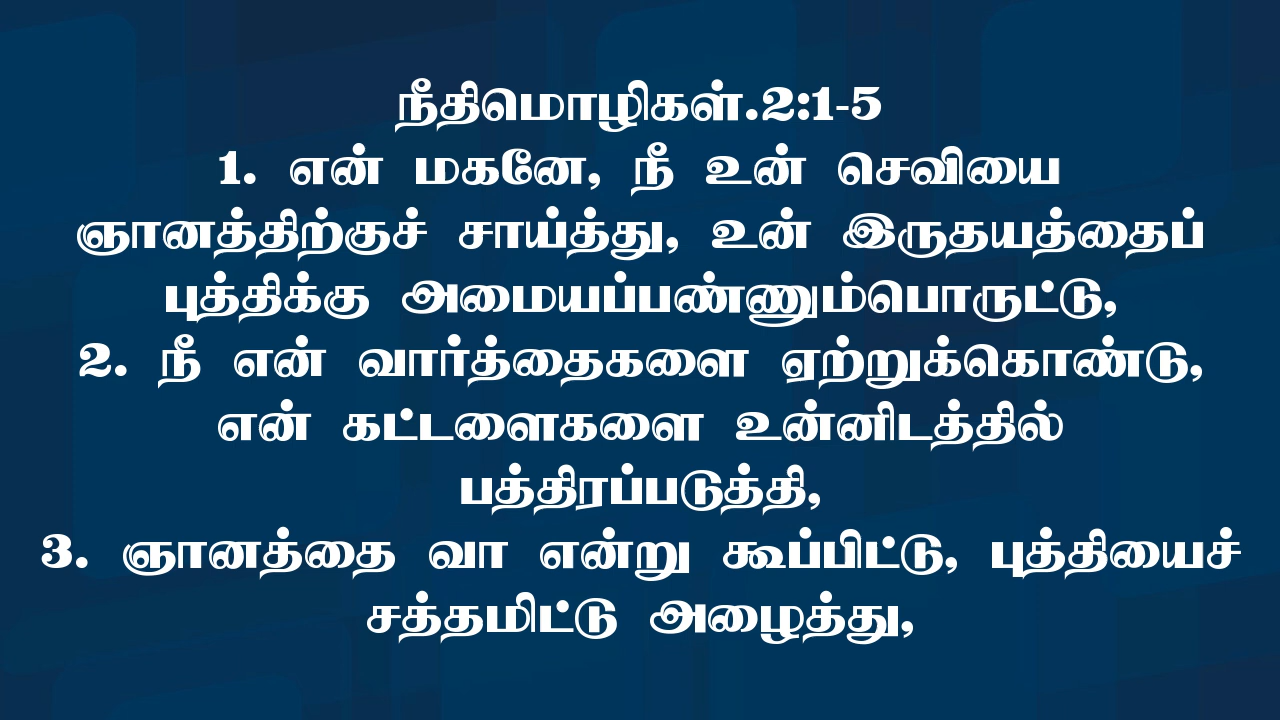 நீதிமொழிகள்.2:1-5
1. என் மகனே, நீ உன் செவியை
ஞானத்திற்குச் சாய்த்து, உன் இருதயத்தைப்
புத்திக்கு அமையப்பண்ணும்பொருட்டு,
2. நீ என் வார்த்தைகளை ஏற்றுக்கொண்டு,
என் கட்டளைகளை உன்னிடத்தில்
பத்திரப்படுத்தி,
3. ஞானத்தை வா என்று கூப்பிட்டு, புத்தியைச்
சத்தமிட்டு அழைத்து,